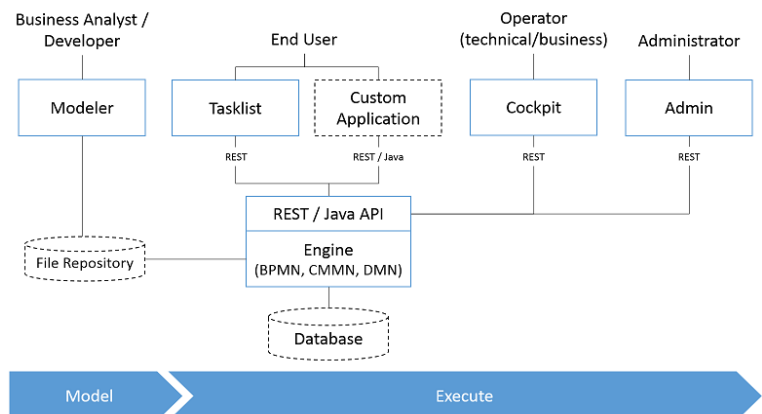 Business Analyst /
Developer
End User
Operator
(technical/business)
Administrator
Modeler
Tasklist
Custom
Application
Cockpit
Admin
REST
REST / Java
REST
REST
REST / Java API
Engine
(BPMN, CMMN, DMN)
File Repository
Database
Model
Execute